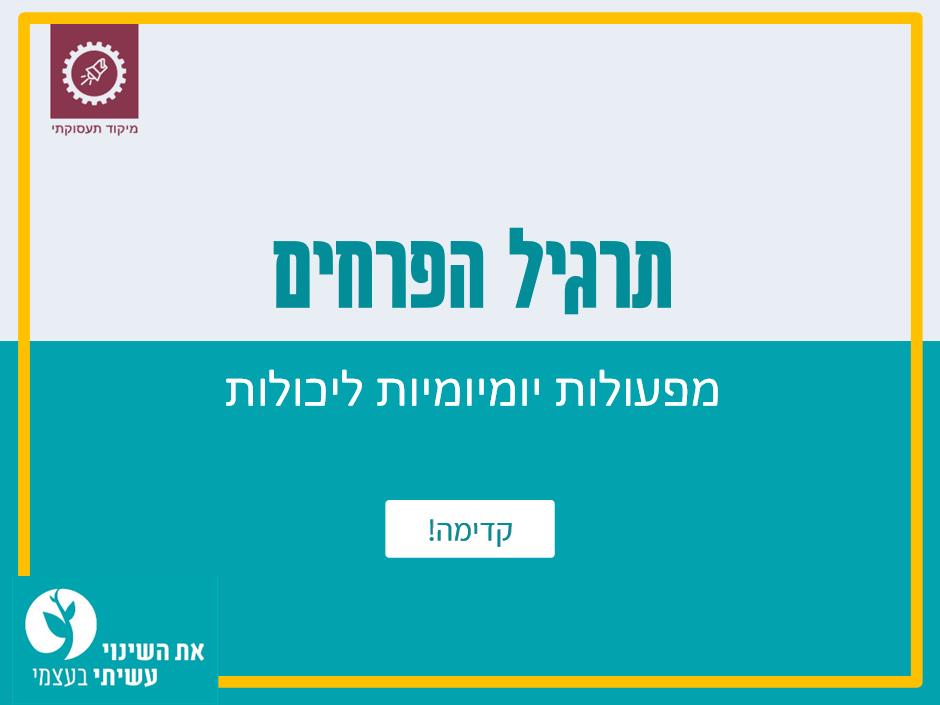 מיקוד תעסוקתי
תרגיל הפרחים
מפעולות יומיומיות ליכולות
קדימה!
את השינוי
עשיתי בעצמי